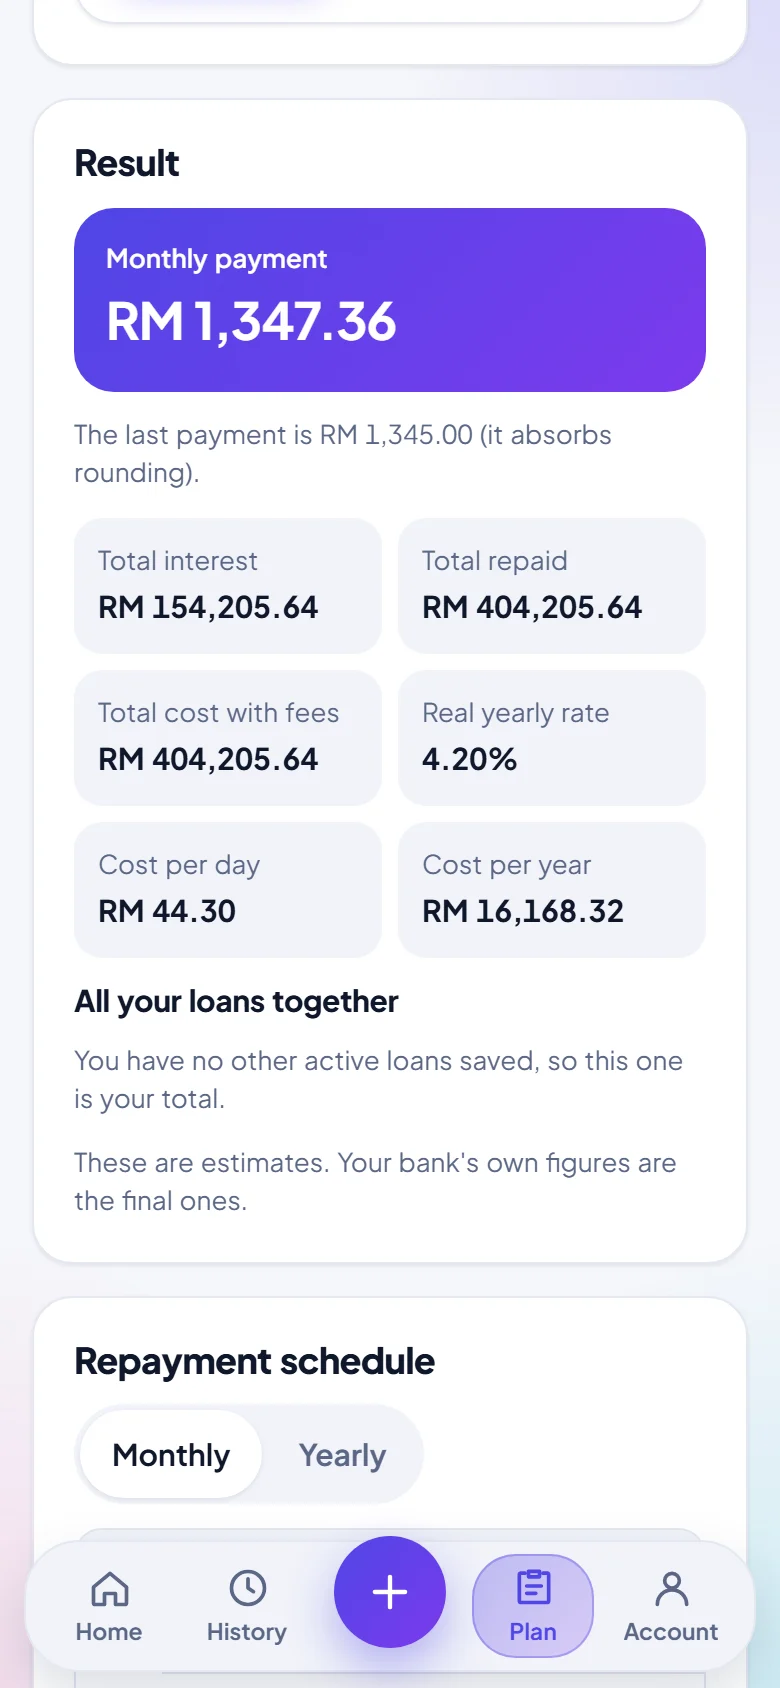 Result
Monthly payment
RM 1,347.36
The last payment is RM 1,345.00 (it absorbs
rounding).
Total interest
RM 154,205.64
Total repaid
RM 404,205.64
Total cost with fees
RM 404,205.64
Real yearly rate
4.20%
Cost per day
RM 44.30
Cost per year
RM 16,168.32
All your loans together
You have no other active loans saved, so this one
is your total.
These are estimates. Your bank's own figures are
the final ones.
Repayment schedule
Monthly
Yearly
Home
History
Plan
Account